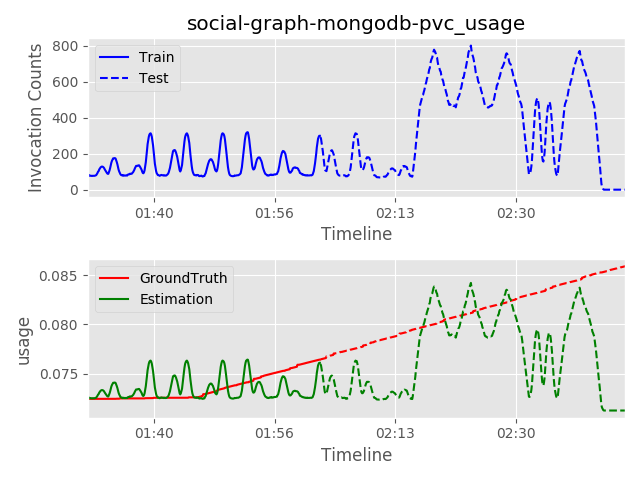 social-graph-mongodb-pvc_usage
Invocation Counts
800
600
400
200
0
Train
Test
01:40
01:56
02:13
02:30
Timeline
usage
0.085
0.080
0.075
GroundTruth
Estimation
01:40
01:56
02:13
02:30
Timeline